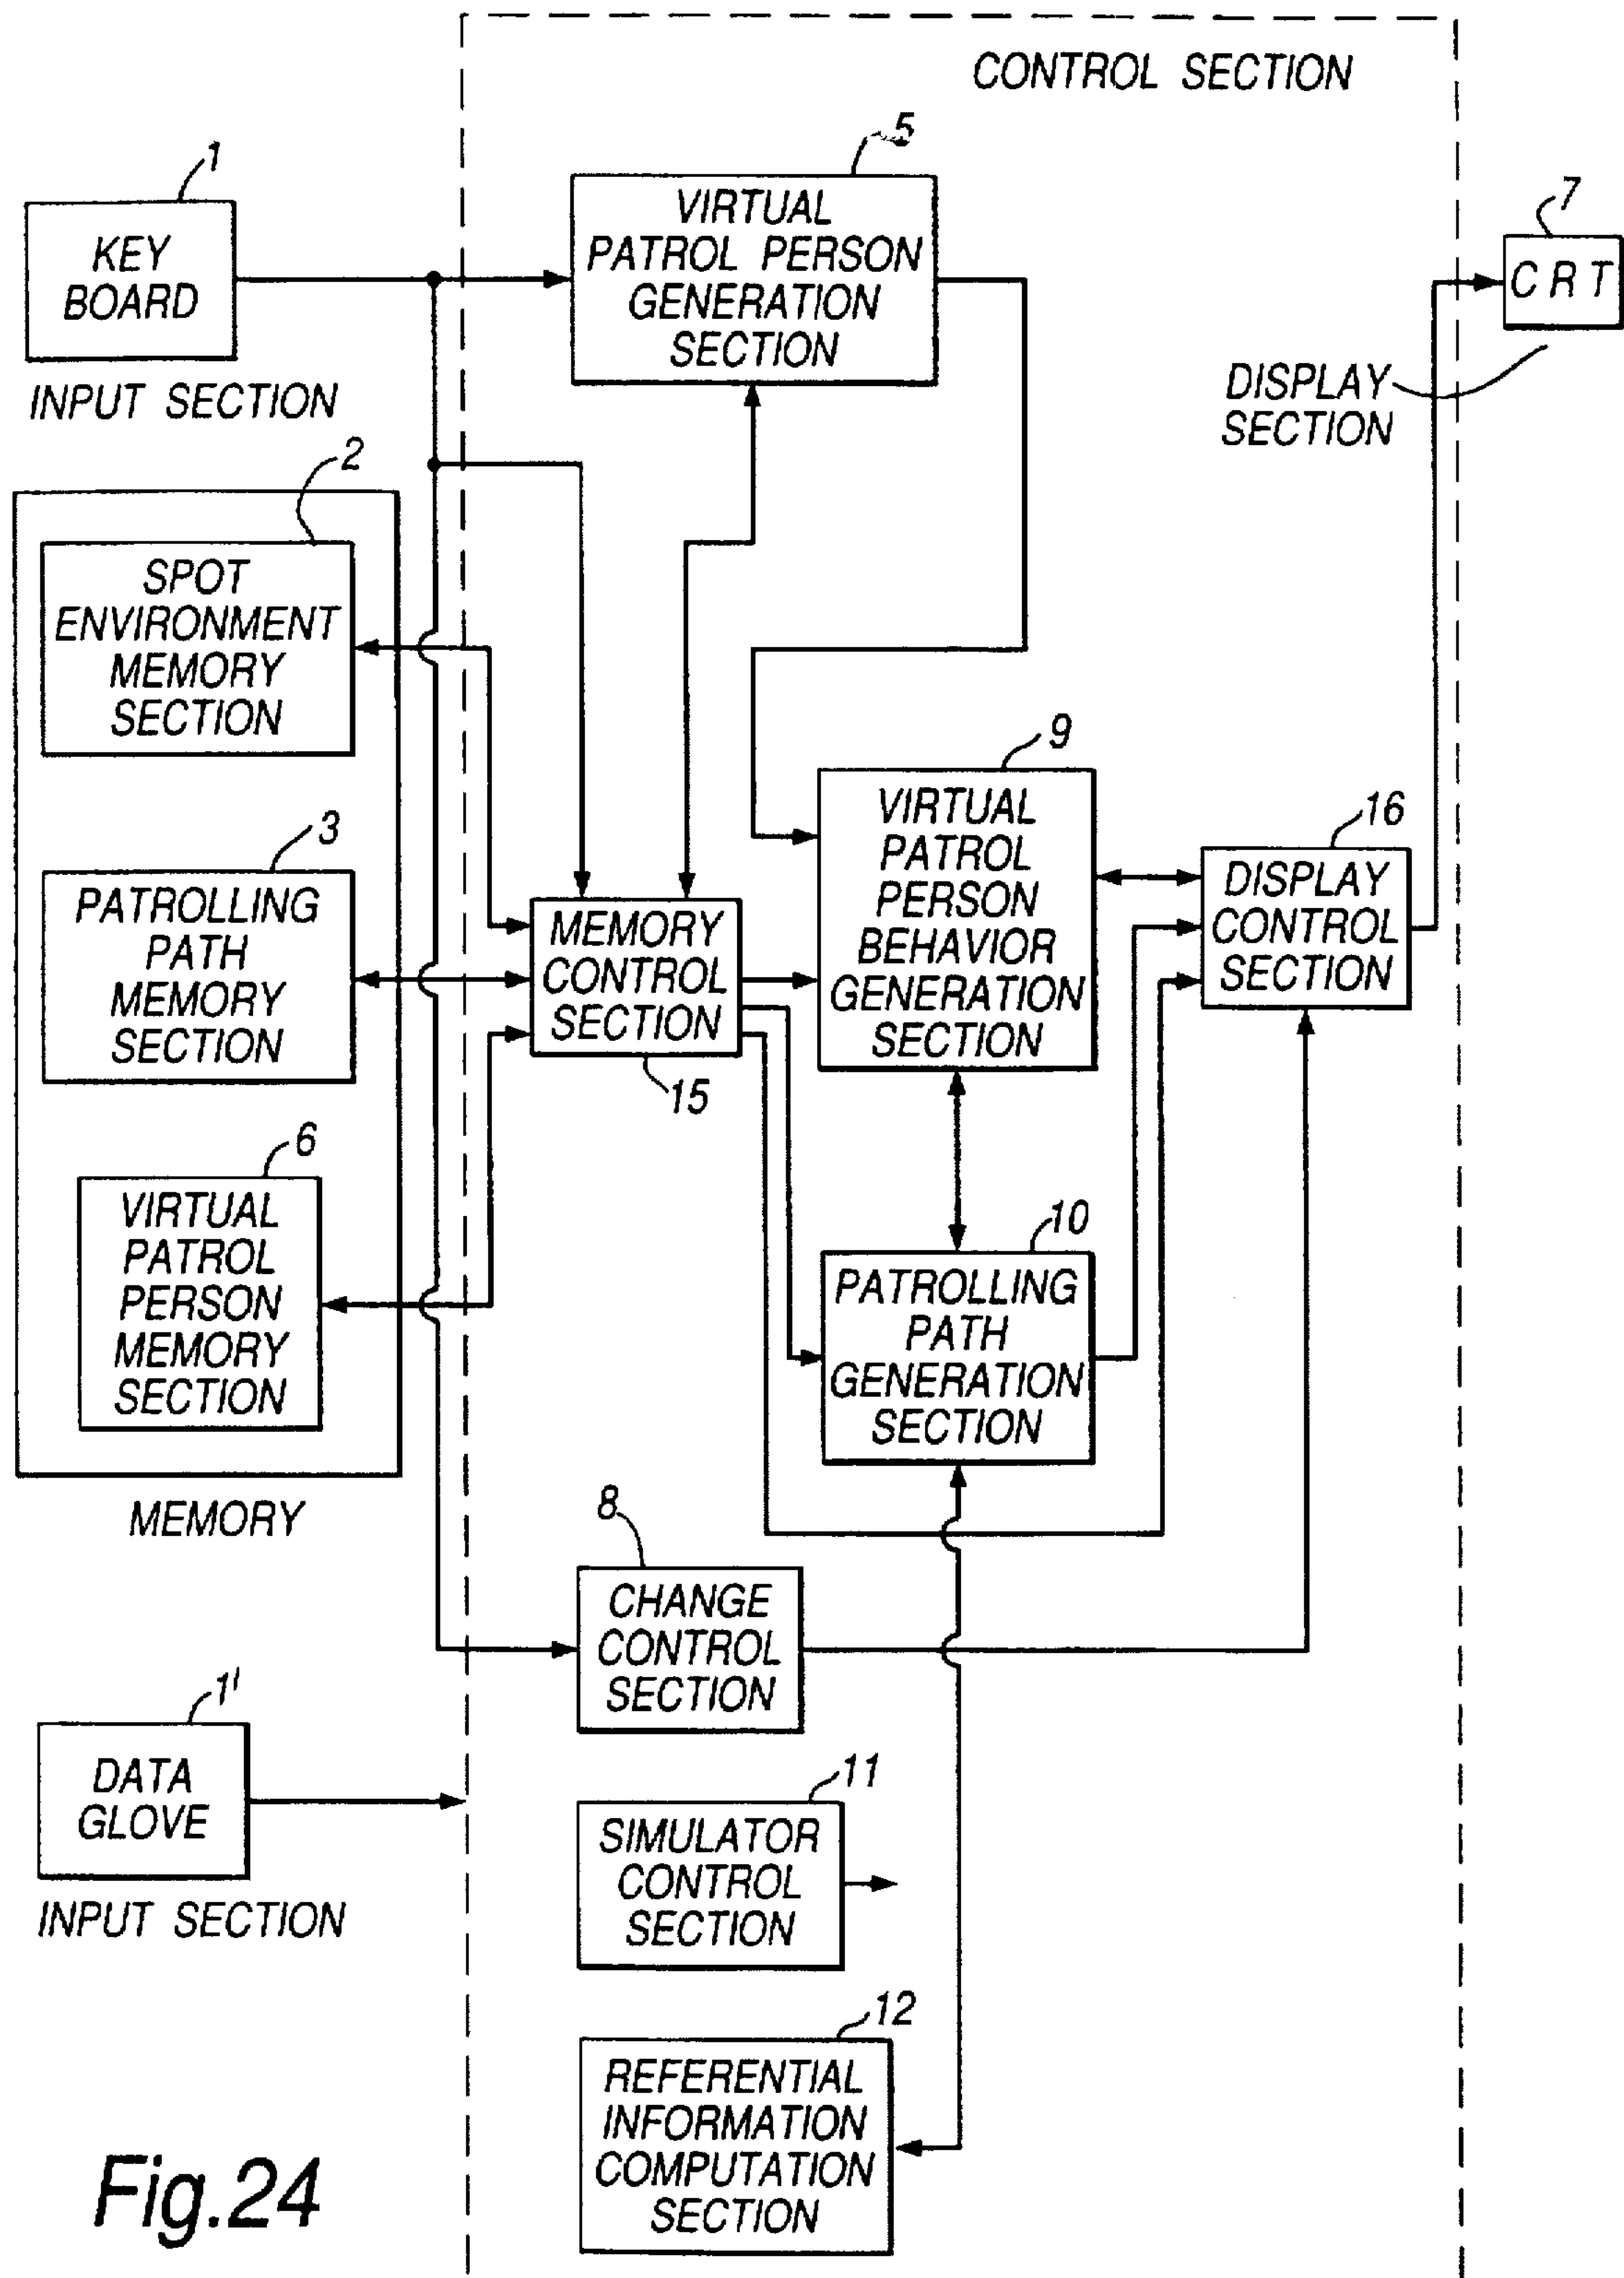 CONTROL SECTION
1
KEY
BOARD
INPUT SECTION
5
VIRTUAL
PATROL PERSON
GENERATION
SECTION
7
CRT
DISPLAY
SECTION
2
SPOT
ENVIRONMENT
MEMORY
SECTION
3
PATROLLING
PATH
MEMORY
SECTION
6
VIRTUAL
PATROL
PERSON
MEMORY
SECTION
MEMORY
MEMORY
CONTROL
SECTION
15
9
VIRTUAL
PATROL
PERSON
BEHAVIOR
GENERATION
SECTION
16
DISPLAY
CONTROL
SECTION
10
PATROLLING
PATH
GENERATION
SECTION
8
CHANGE
CONTROL
SECTION
1'
DATA
GLOVE
INPUT SECTION
11
SIMULATOR
CONTROL
SECTION
12
REFERENTIAL
INFORMATION
COMPUTATION
SECTION
Fig.24